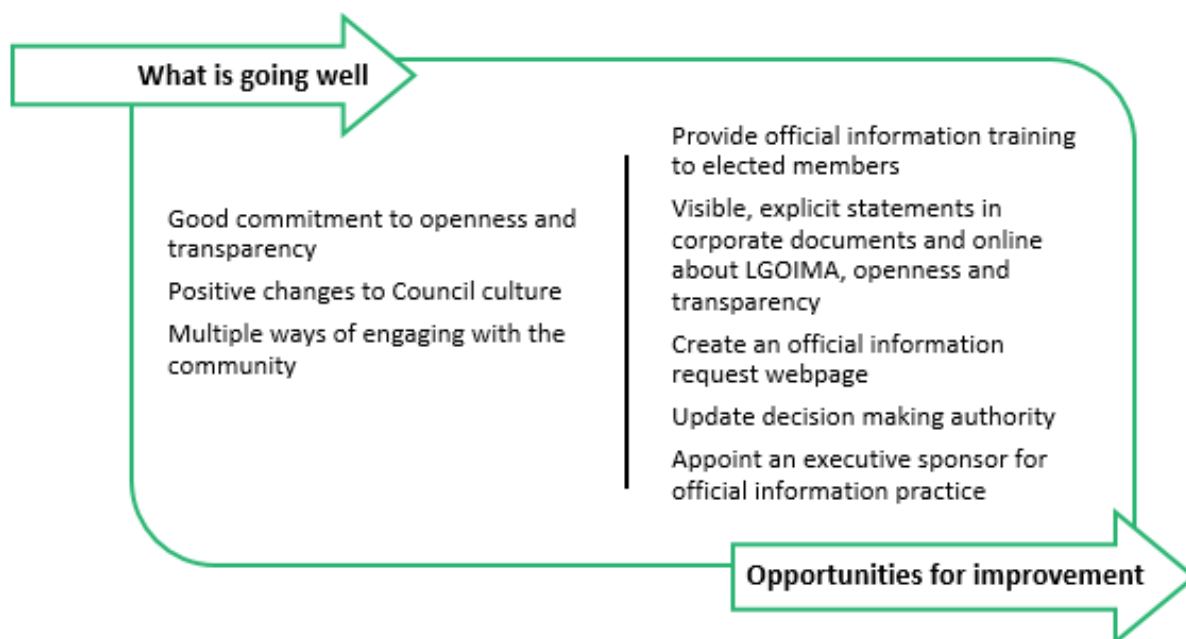 What is going well
Good commitment to openness and
transparency
Positive changes to Council culture
Multiple ways of engaging with the
community
Provide official information training
to elected members
Visible, explicit statements in
corporate documents and online
about LGOIMA, openness and
transparency
Create an official information
request webpage
Update decision making authority
Appoint an executive sponsor for
official information practice
Opportunities for improvement